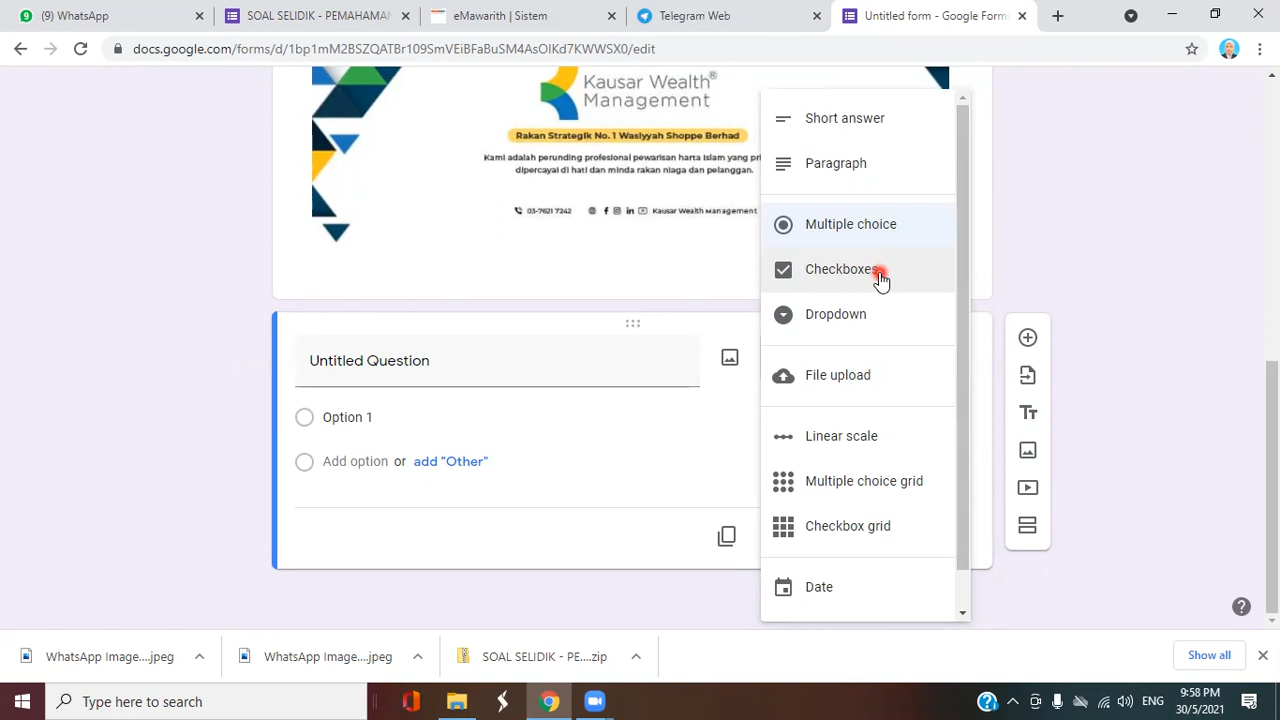 (9) WhatsApp
SOAL SELIDIK - PEMAHAMAN
eMawarith | Sistem
Telegram Web
Untitled form - Google Forms
docs.google.com/forms/d/1bp1mM2BSZQATBr109SmVEiBFaBuSM4AsOlKd7KWWSX0/edit
Kausar Wealth®
Management
Rakan Strategik No. 1 Wasiyyah Shoppe Berhad
Kami adalah perunding profesional pewarisan harta Islam yang pri
dipercayai di hati dan minda rakan niaga dan pelanggan.
03-7621 7242 Kausar Wealth Management
Short answer
Paragraph
Multiple choice
Checkboxes
Dropdown
File upload
Linear scale
Multiple choice grid
Checkbox grid
Date
Untitled Question
Option 1
Add option or add "Other"
Tт
WhatsApp Image....jpeg
WhatsApp Image....jpeg
SOAL SELIDIK - PE....zip
Show all
Type here to search
ENG
9:58 PM
30/5/2021